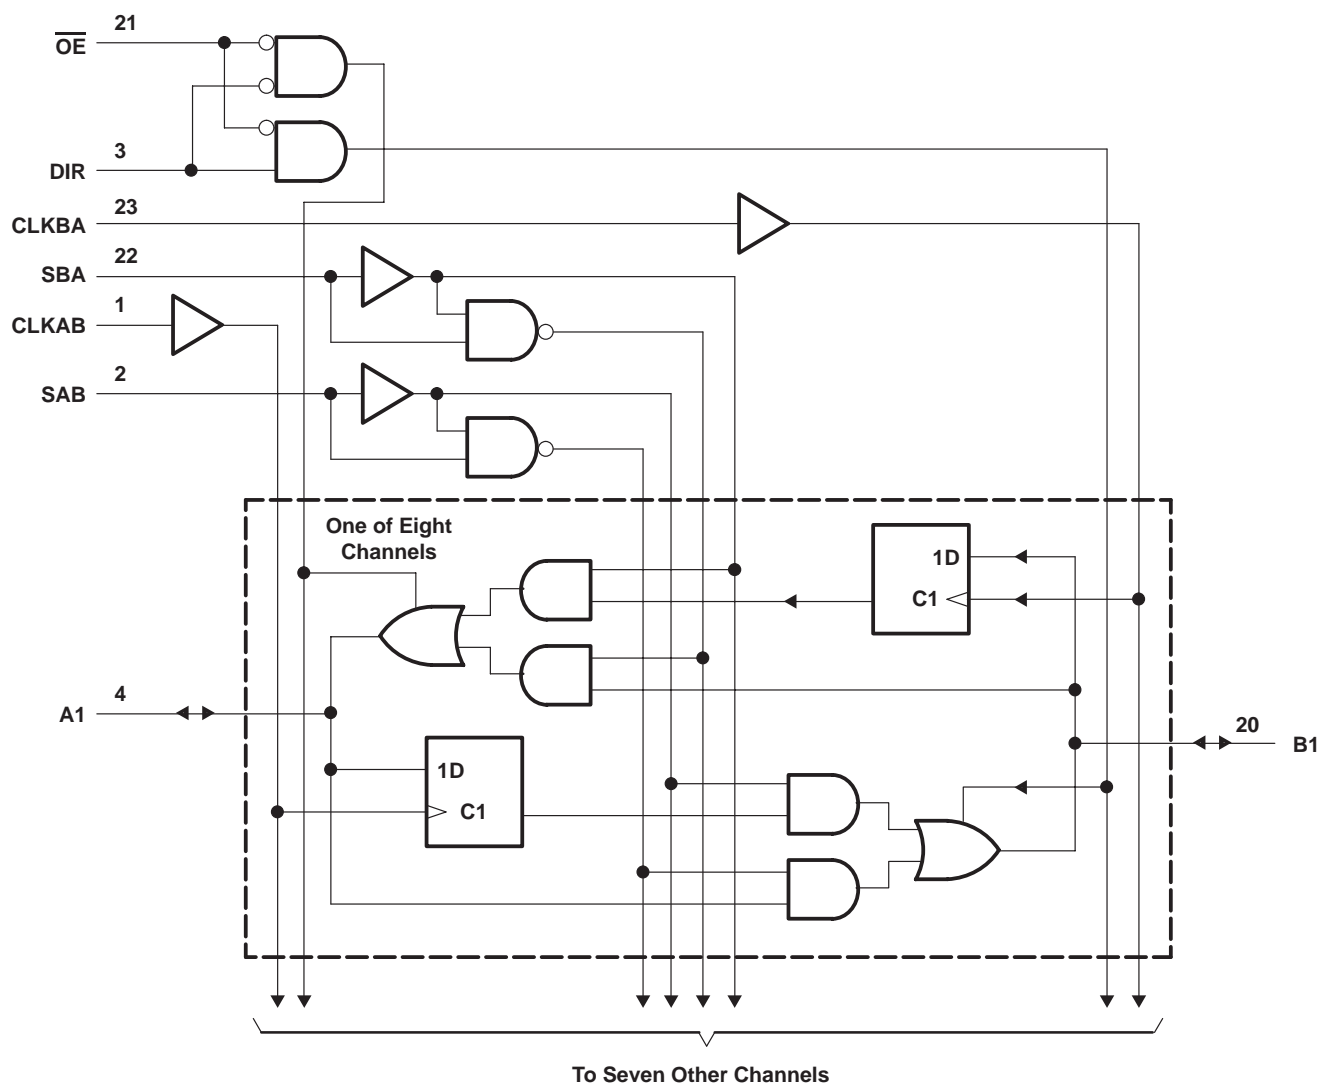 21
OE
3
DIR
23
CLKBA
22
SBA
1
CLKAB
2
SAB
One of Eight
Channels
1D
C1
4
A1
20
B1
1D
C1
To Seven Other Channels